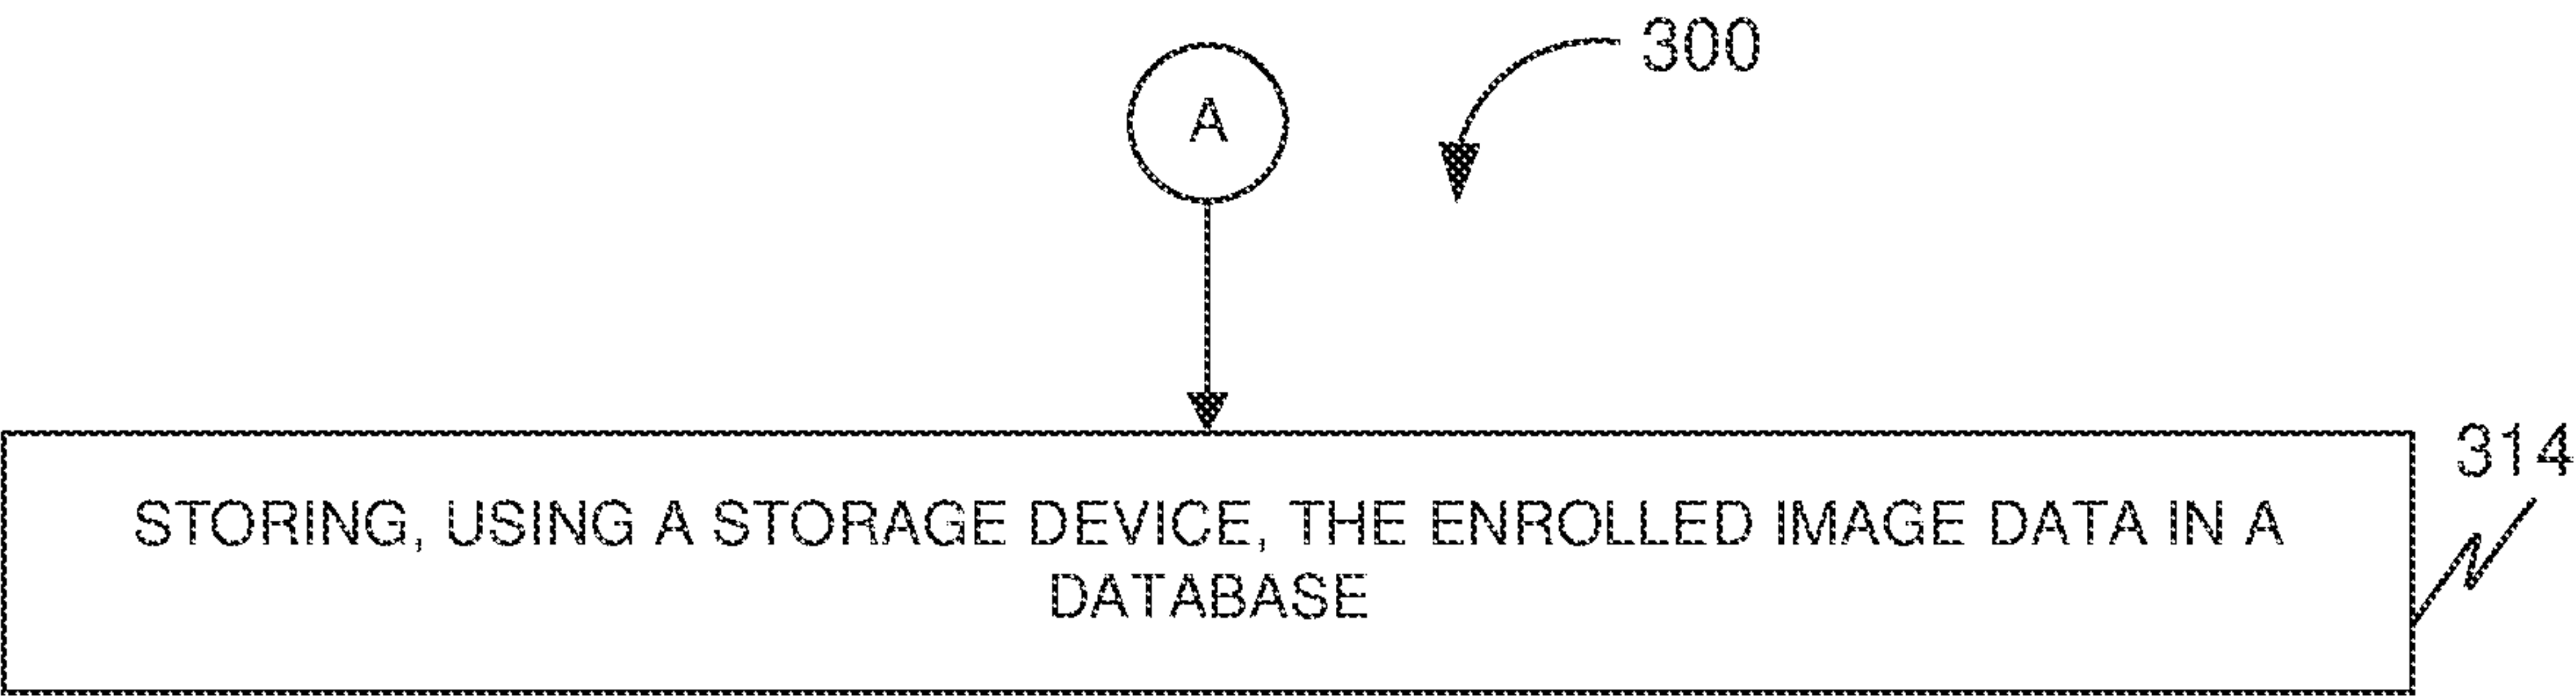 300
A
314
STORING, USING A STORAGE DEVICE, THE ENROLLED IMAGE DATA IN A
DATABASE